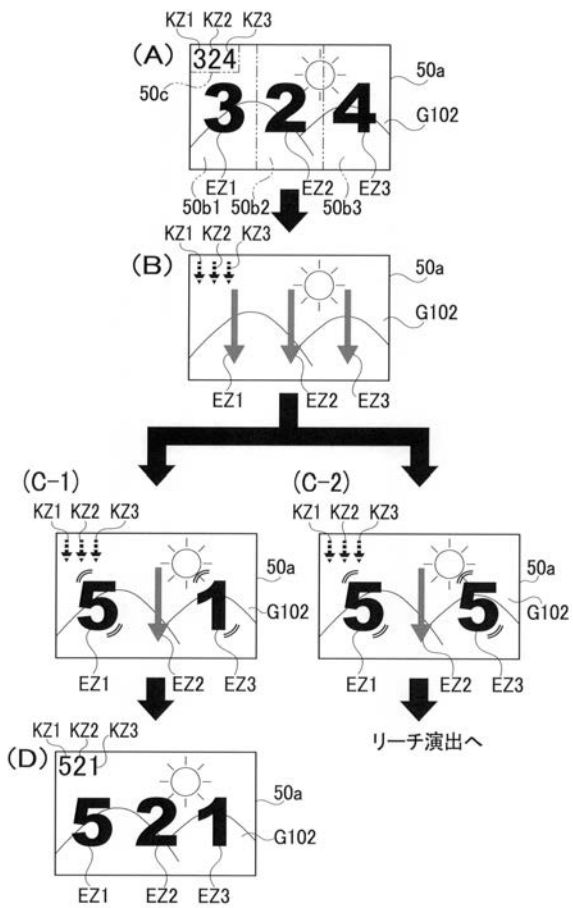 KZ1 KZ2 KZ3
(A)
324
50a
50c
3 2 4
G102
EZ1 EZ2 EZ3
50b1 50b2 50b3
KZ1 KZ2 KZ3
(B)
50a
G102
EZ1 EZ2 EZ3
(C-1)
KZ1 KZ2 KZ3
50a
5 1
G102
EZ1 EZ2 EZ3
(C-2)
KZ1 KZ2 KZ3
50a
5 5
G102
EZ1 EZ2 EZ3
リーチ演出へ
KZ1 KZ2 KZ3
(D)
521
50a
5 2 1
G102
EZ1 EZ2 EZ3